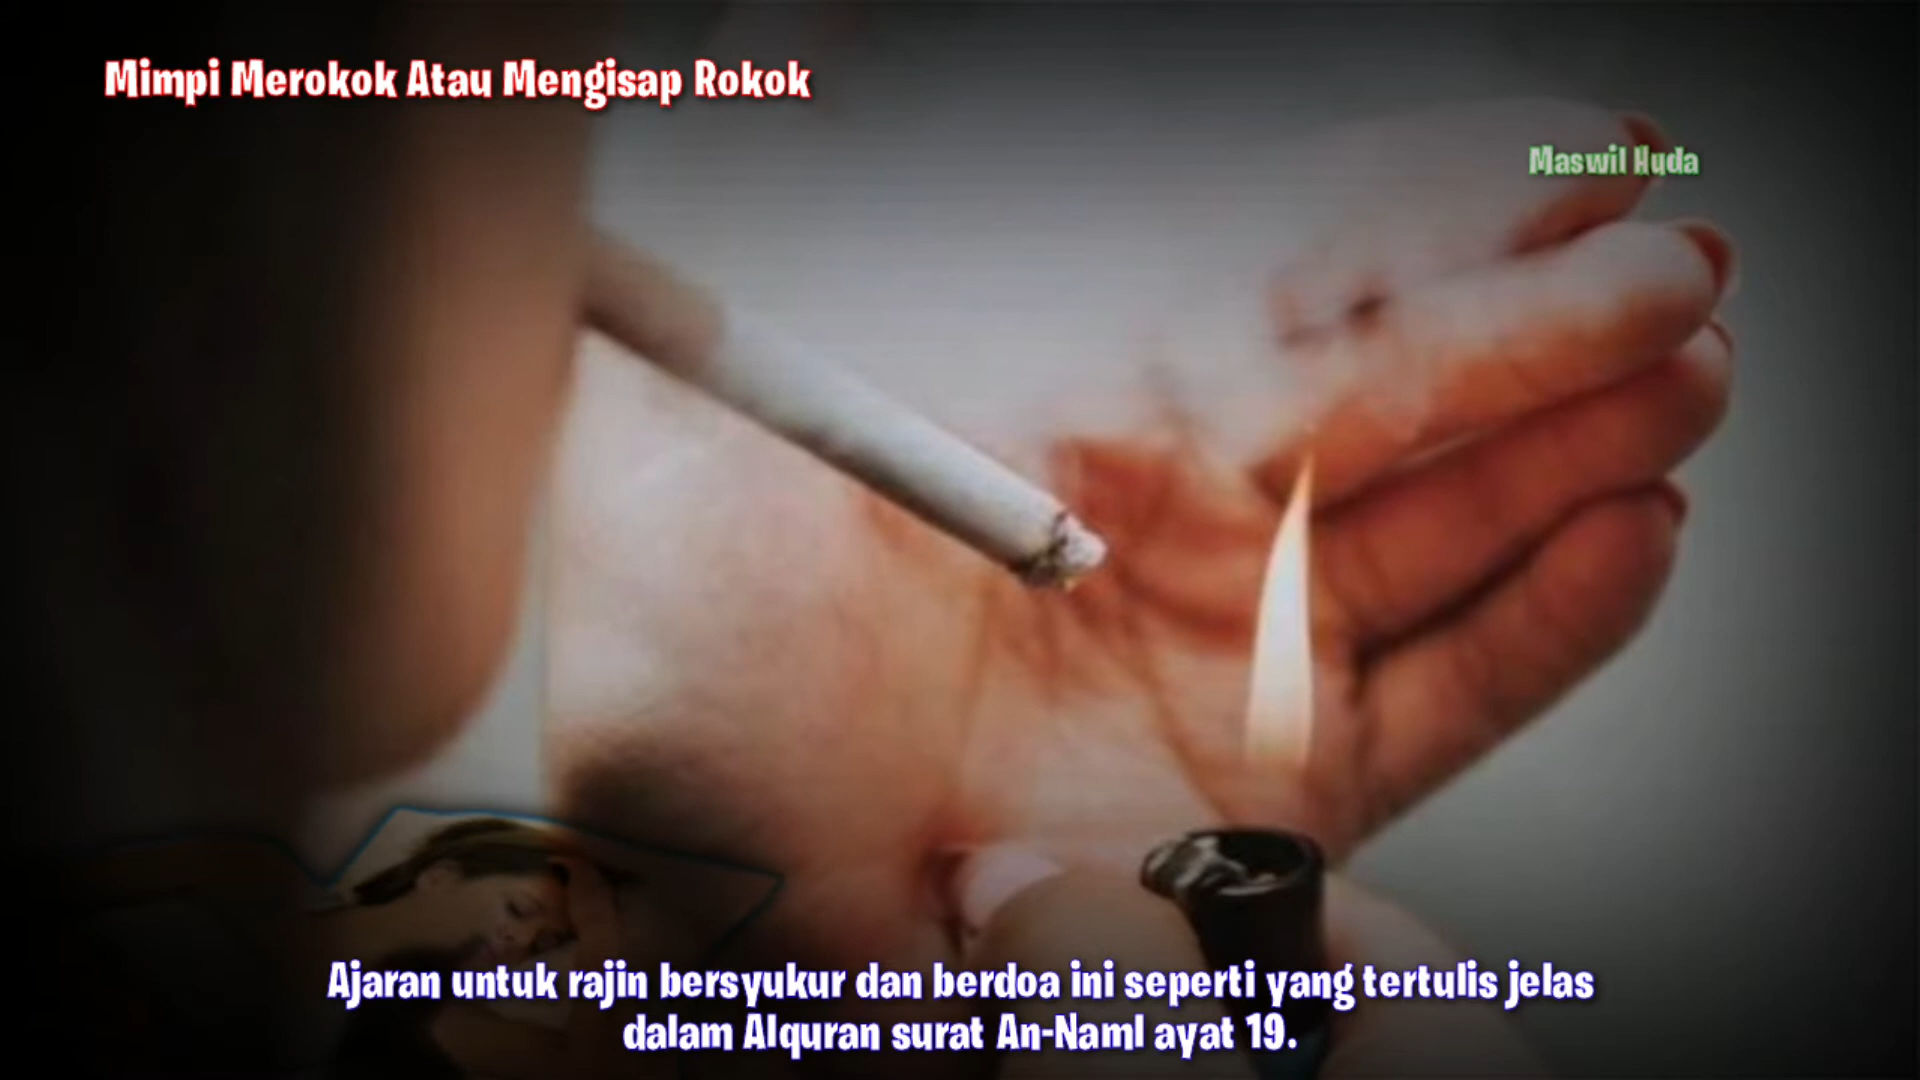 Mimpi Merokok Atau Mengisap Rokok
Maswil Huda
Ajaran untuk rajin bersyukur dan berdoa ini seperti yang tertulis jelas
dalam Alquran surat An-Naml ayat 19.